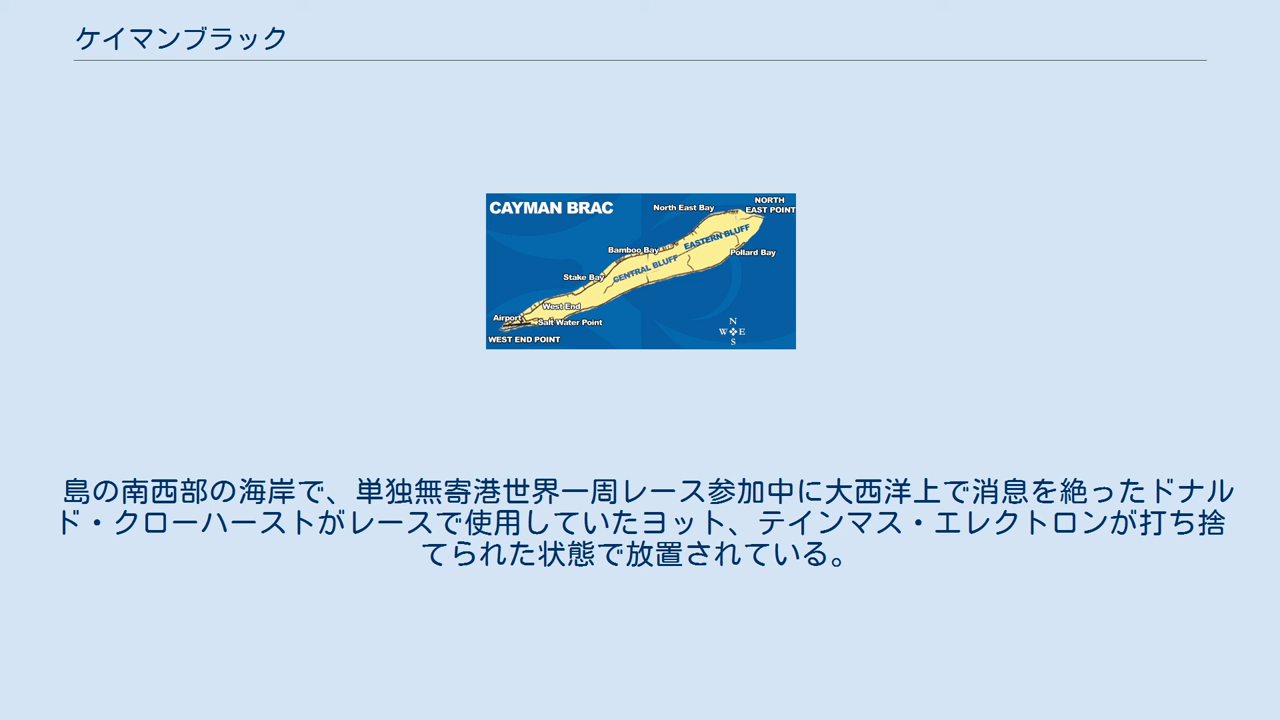 ケイマンブラック
CAYMAN BRAC
NORTH
EAST POINT
North East Bay
EASTERN BLUFF
Bamboo Bay
Pollard Bay
CENTRAL BLUFF
Stake Bay
West End
Airport
Salt Water Point
WEST END POINT
N
W E
S
島の南西部の海岸で、単独無寄港世界一周レース参加中に大西洋上で消息を絶ったドナル
ド・クローハーストがレースで使用していたヨット、テインマス・エレクトロンが打ち捨
てられた状態で放置されている。